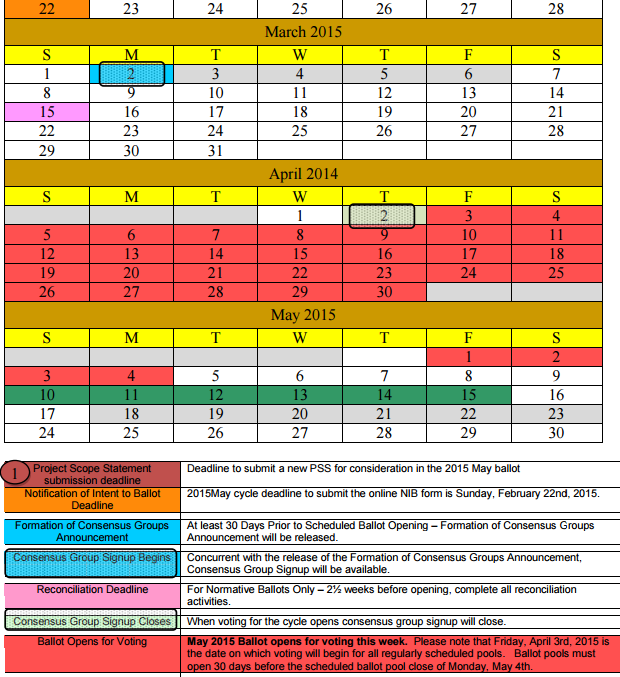 22 23 24 25 26 27 28
March 2015
S M T W T F S
1 2 3 4 5 6 7
8 9 10 11 12 13 14
15 16 17 18 19 20 21
22 23 24 25 26 27 28
29 30 31
April 2014
S M T W T F S
1 2 3 4
5 6 7 8 9 10 11
12 13 14 15 16 17 18
19 20 21 22 23 24 25
26 27 28 29 30
May 2015
S M T W T F S
1 2
3 4 5 6 7 8 9
10 11 12 13 14 15 16
17 18 19 20 21 22 23
24 25 26 27 28 29 30
1
Project Scope Statement
submission deadline
Deadline to submit a new PSS for consideration in the 2015 May ballot
Notification of Intent to Ballot
Deadline
2015May cycle deadline to submit the online NIB form is Sunday, February 22nd, 2015.
Formation of Consensus Groups
Announcement
At least 30 Days Prior to Scheduled Ballot Opening – Formation of Consensus Groups
Announcement will be released.
Consensus Group Signup Begins
Concurrent with the release of the Formation of Consensus Groups Announcement,
Consensus Group Signup will be available.
Reconciliation Deadline
For Normative Ballots Only – 2½ weeks before opening, complete all reconciliation
activities.
Consensus Group Signup Closes
When voting for the cycle opens consensus group signup will close.
Ballot Opens for Voting
May 2015 Ballot opens for voting this week. Please note that Friday, April 3rd, 2015 is
the date on which voting will begin for all regularly scheduled pools. Ballot pools must
open 30 days before the scheduled ballot pool close of Monday, May 4th.